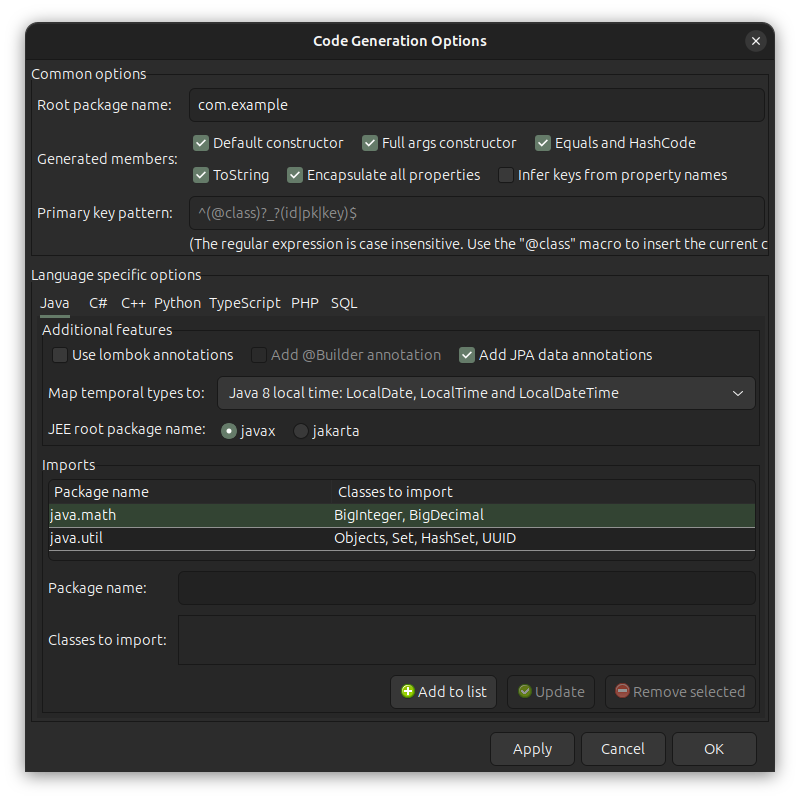 Code Generation Options
Common options
Root package name: com.example
Generated members: Default constructor Full args constructor Equals and HashCode
ToString Encapsulate all properties Infer keys from property names
Primary key pattern: ^(@class)?_?(id|pk|key)$
(The regular expression is case insensitive. Use the "@class" macro to insert the current c
Language specific options
Java C# C++ Python TypeScript PHP SQL
Additional features
Use lombok annotations Add @Builder annotation Add JPA data annotations
Map temporal types to: Java 8 local time: LocalDate, LocalTime and LocalDateTime
JEE root package name: javax jakarta
Imports
Package name Classes to import
java.math BigInteger, BigDecimal
java.util Objects, Set, HashSet, UUID
Package name:
Classes to import:
Add to list Update Remove selected
Apply Cancel OK